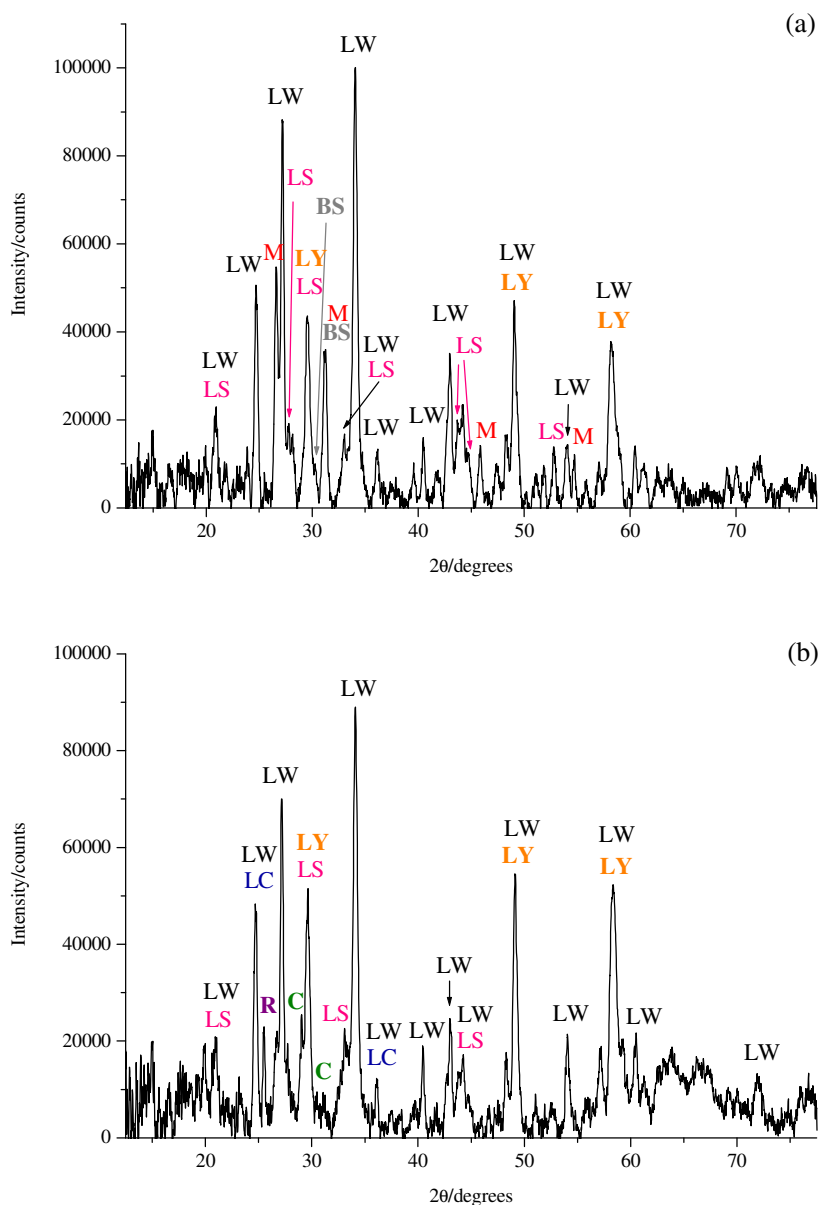 (a)
LW
100000
LW
80000
LS
BS
60000
LW
M
LY
LS
LW
LY
LW
LY
40000
M
BS
LW
LS
LW
LS
LW
LS
20000
LW
LW
M
LS
LW
M
0
20
30
40
50
60
70
2θ/degrees
Intensity/counts
(b)
100000
LW
80000
LW
60000
LW
LC
LY
LS
LW
LY
LW
LY
40000
LW
LS
R
C
LS
LW
LW
LS
LW
LW
20000
C
LW
LC
LW
LW
0
20
30
40
50
60
70
2θ/degrees
Intensity/counts